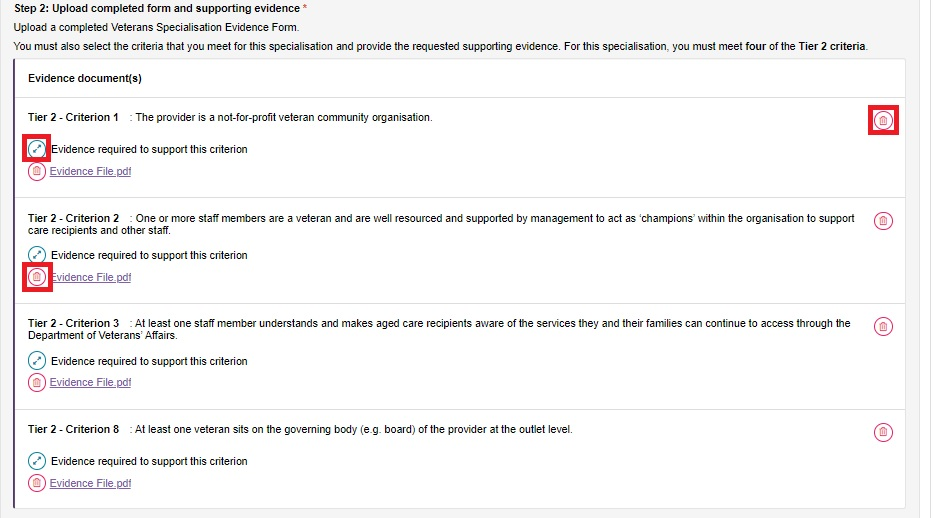 Step 2: Upload completed form and supporting evidence *
Upload a completed Veterans Specialisation Evidence Form.
You must also select the criteria that you meet for this specialisation and provide the requested supporting evidence. For this specialisation, you must meet four of the Tier 2 criteria.
Evidence document(s)
Tier 2 - Criterion 1 : The provider is a not-for-profit veteran community organisation.
Evidence required to support this criterion
Evidence File.pdf
Tier 2 - Criterion 2 : One or more staff members are a veteran and are well resourced and supported by management to act as ‘champions’ within the organisation to support
care recipients and other staff.
Evidence required to support this criterion
Evidence File.pdf
Tier 2 - Criterion 3 : At least one staff member understands and makes aged care recipients aware of the services they and their families can continue to access through the
Department of Veterans’ Affairs.
Evidence required to support this criterion
Evidence File.pdf
Tier 2 - Criterion 8 : At least one veteran sits on the governing body (e.g. board) of the provider at the outlet level.
Evidence required to support this criterion
Evidence File.pdf